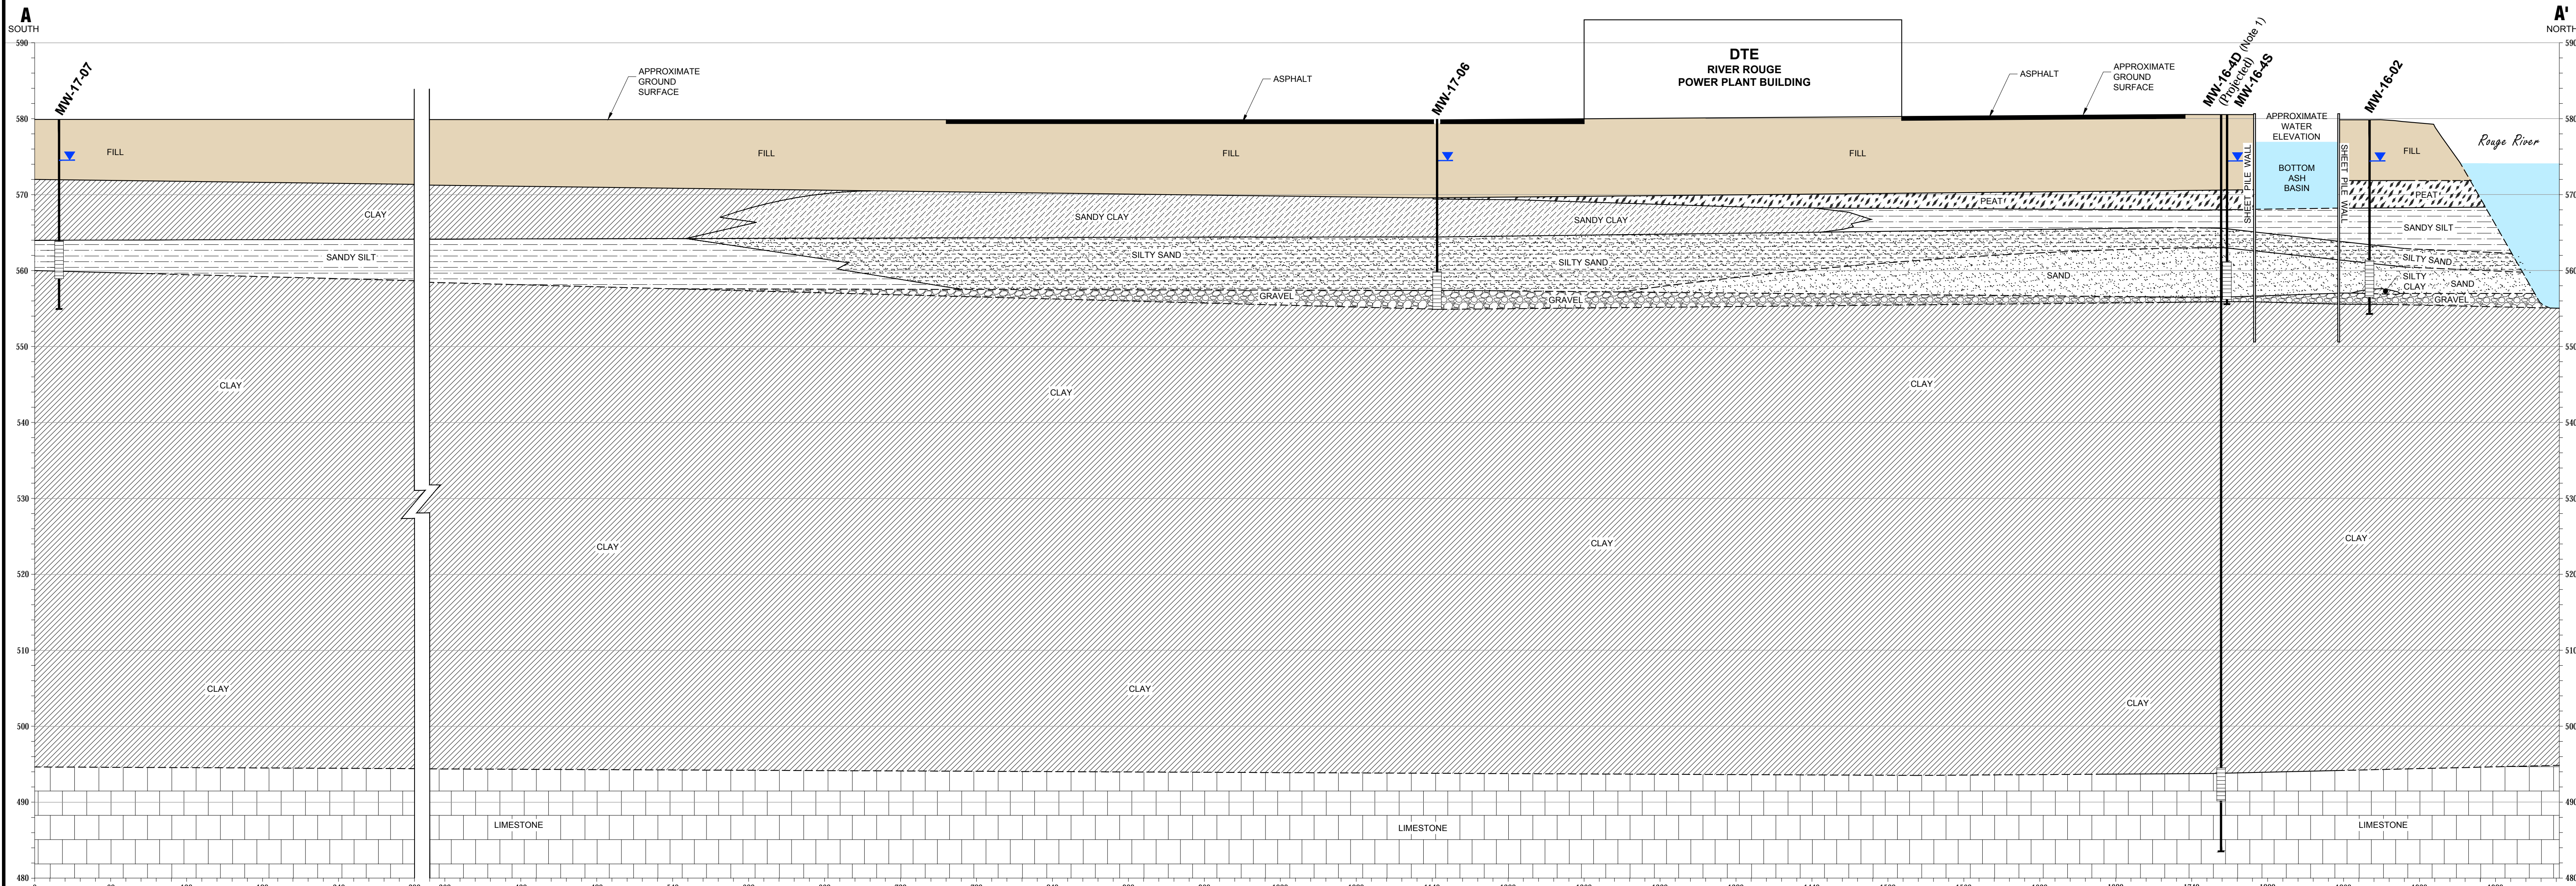 A
SOUTH
A'
NORTH
590
580
570
560
550
540
530
520
510
500
490
480
MW-17-07
APPROXIMATE
GROUND
SURFACE
ASPHALT
MW-17-06
DTE
RIVER ROUGE
POWER PLANT BUILDING
ASPHALT
APPROXIMATE
GROUND
SURFACE
MW-16-4D (Note 1)
(Projected)
MW-16-4S
MW-16-02
APPROXIMATE
WATER
ELEVATION
BOTTOM
ASH
BASIN
SHEET PILE WALL
SHEET PILE WALL
Rouge River
FILL
FILL
FILL
FILL
FILL
CLAY
SANDY CLAY
SANDY CLAY
PEAT
PEAT
SANDY SILT
SILTY SAND
SILTY SAND
SAND
SANDY SILT
SILTY SAND
SILTY
CLAY
SAND
GRAVEL
GRAVEL
GRAVEL
CLAY
CLAY
CLAY
CLAY
CLAY
CLAY
CLAY
CLAY
CLAY
LIMESTONE
LIMESTONE
LIMESTONE